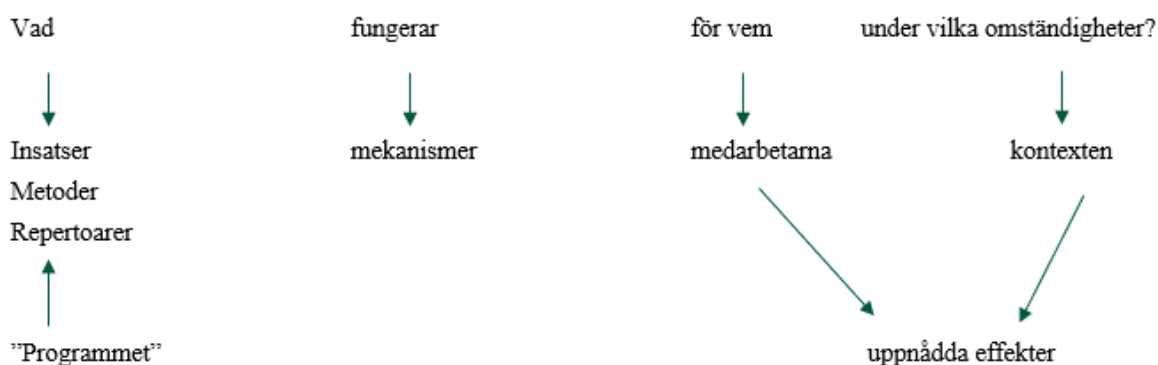 Vad fungerar för vem under vilka omständigheter?
Insatser mekanismer medarbetarna kontexten
Metoder
Repertoarer
”Programmet” uppnådda effekter